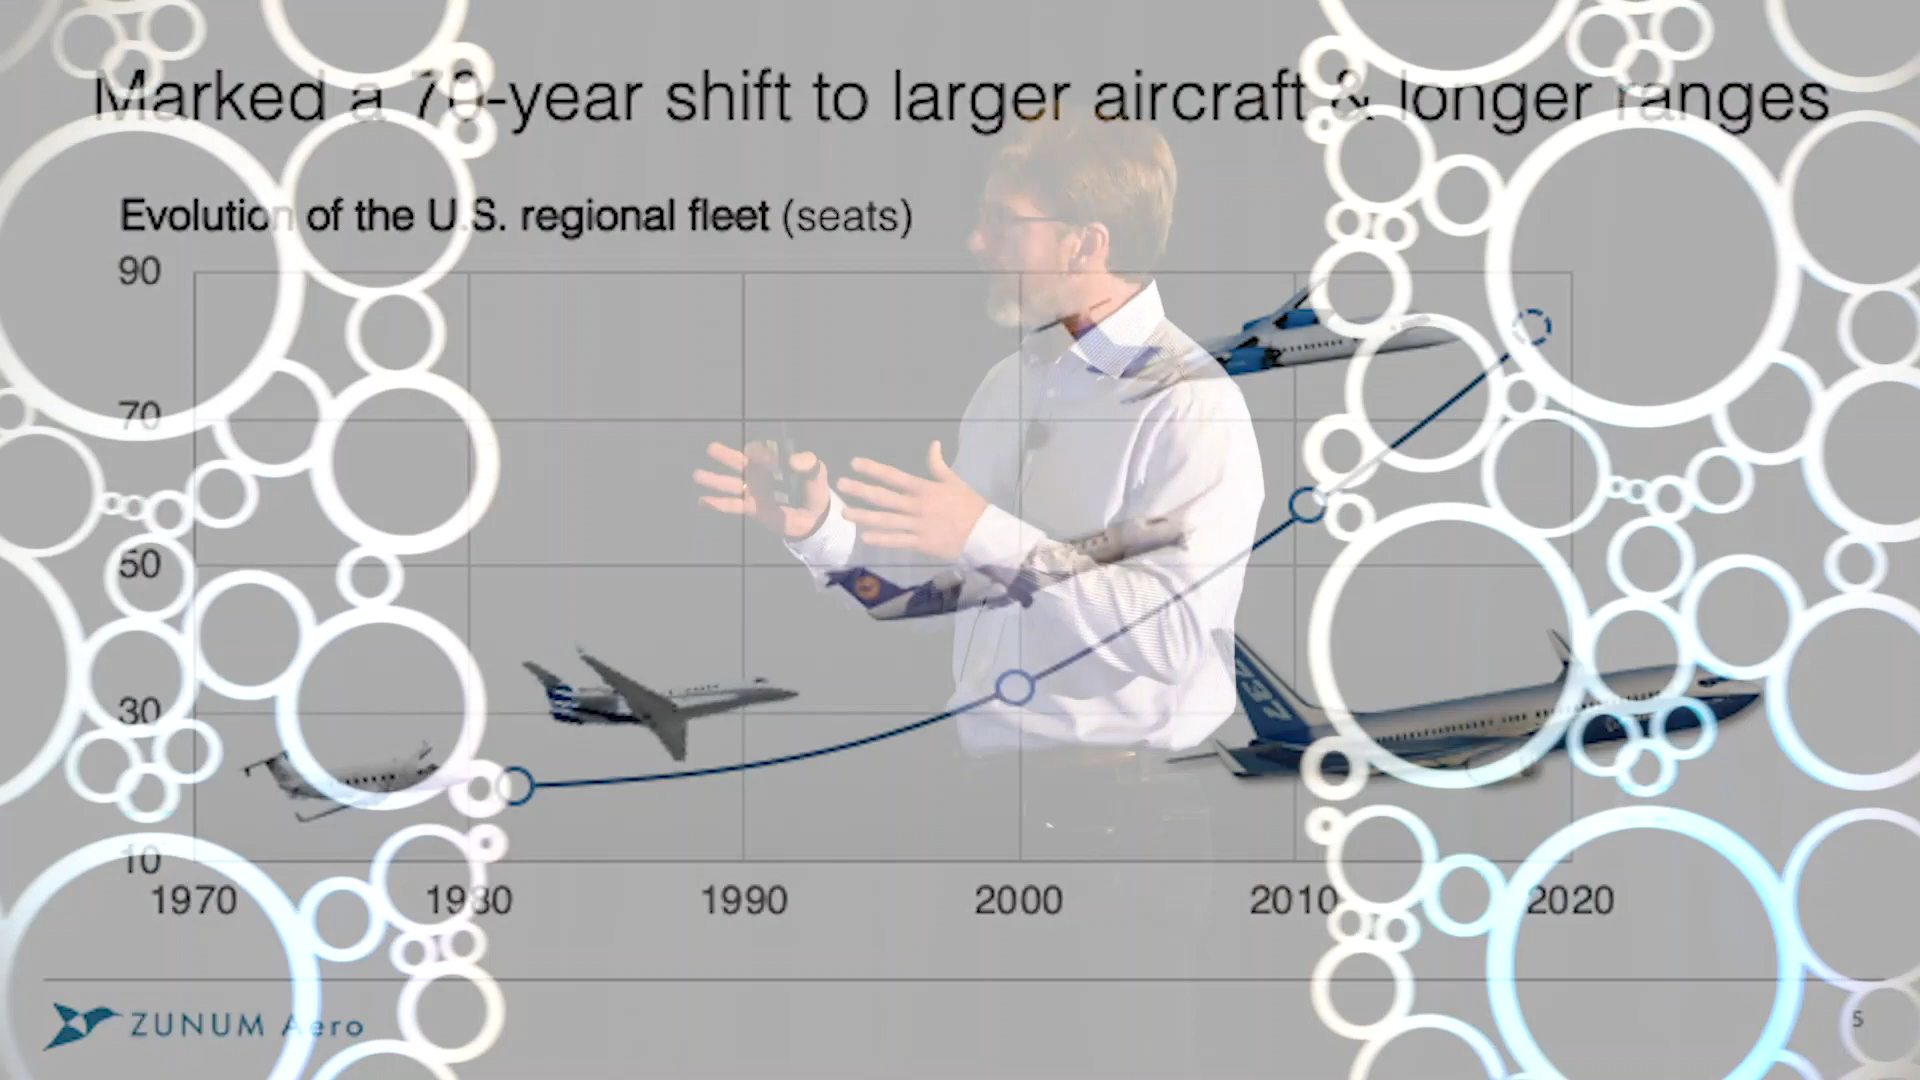 Marked a 70-year shift to larger aircraft & longer ranges
Evolution of the U.S. regional fleet (seats)
90
70
50
30
10
1970 1980 1990 2000 2010 2020
797
ZUNUM Aero
5